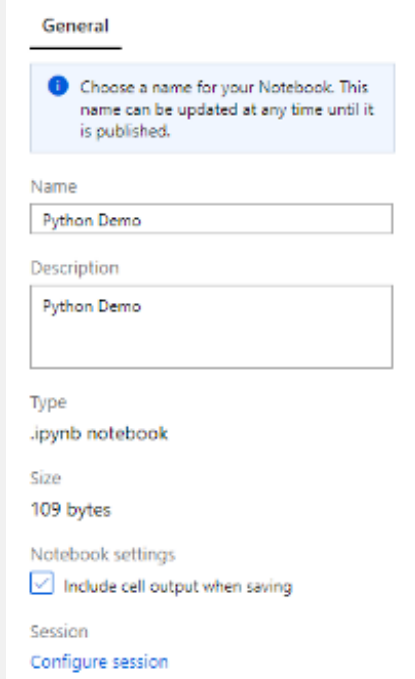 General
Choose a name for your Notebook. This
name can be updated at any time until it
is published.
Name
Python Demo
Description
Python Demo
Type
.ipynb notebook
Size
109 bytes
Notebook settings
Include cell output when saving
Session
Configure session